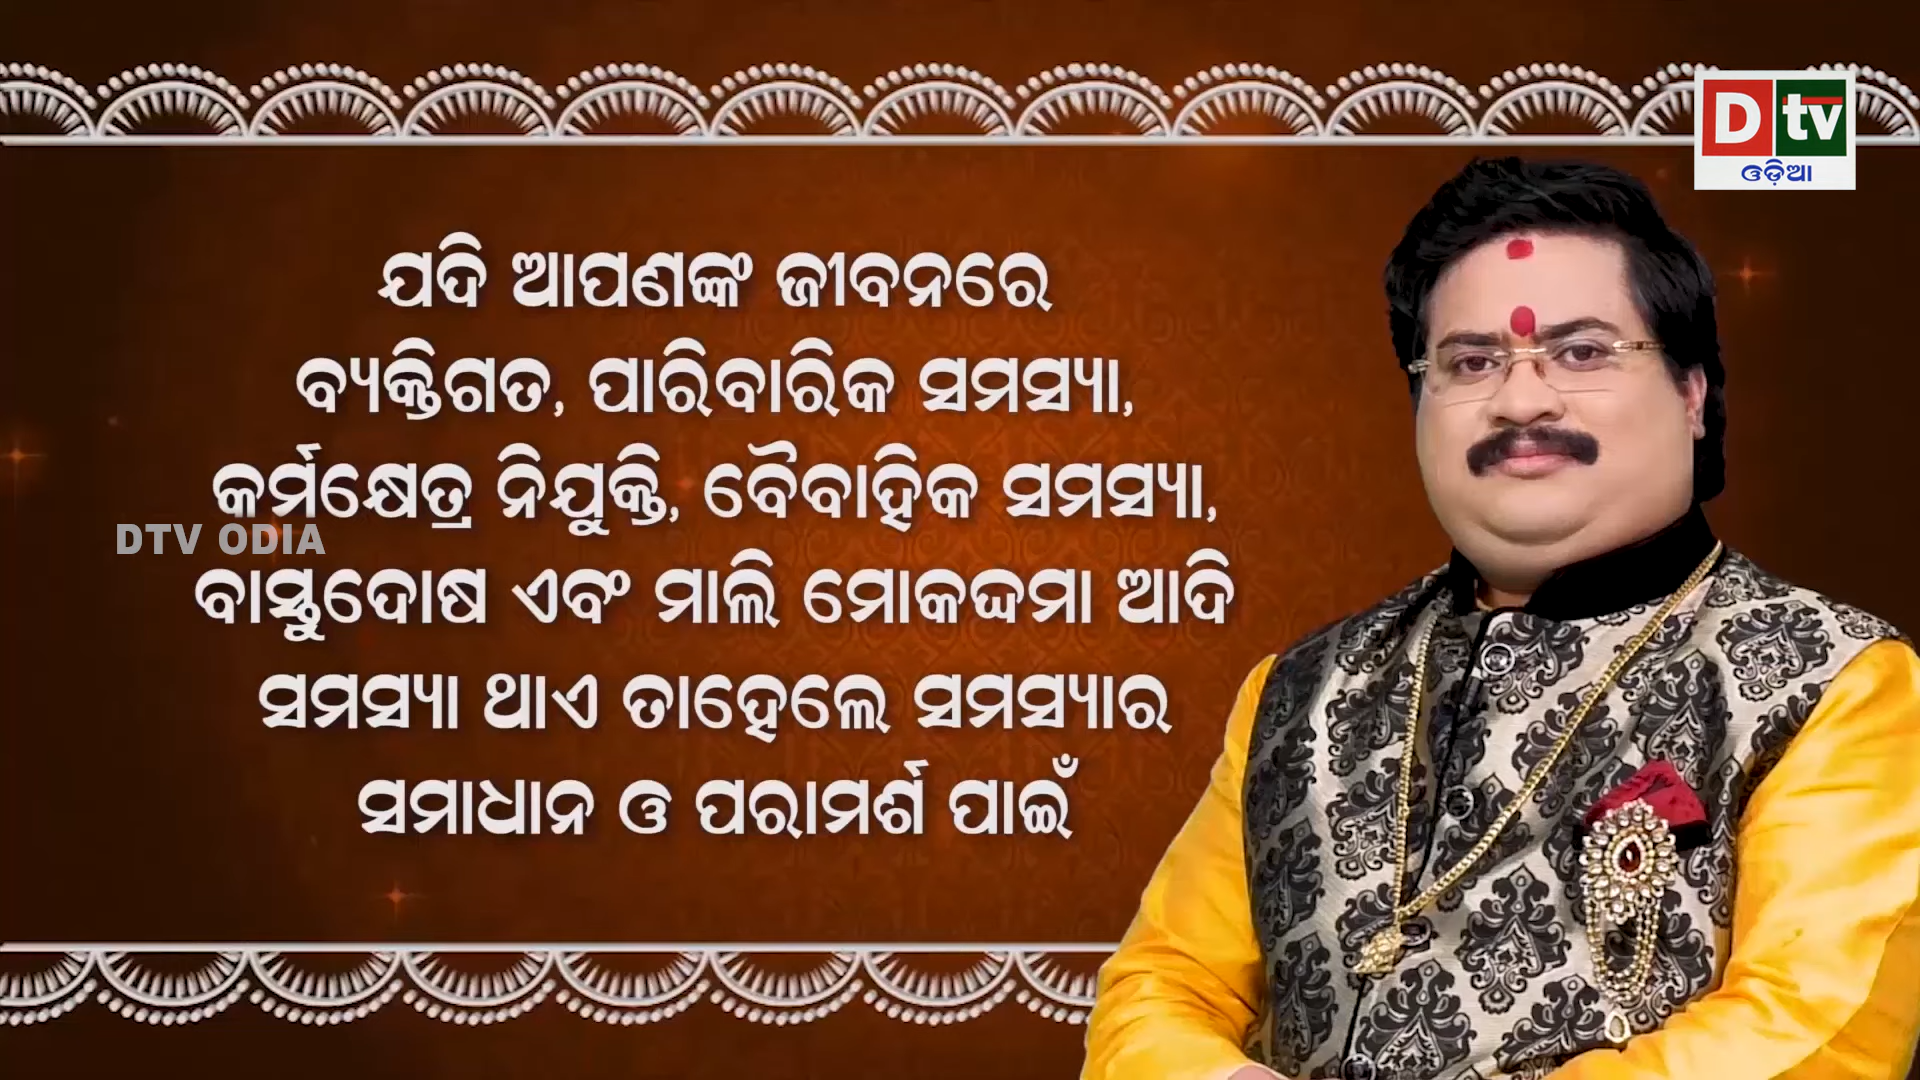 D tv
ଓଡ଼ିଆ
ଯଦି ଆପଣଙ୍କ ଜୀବନରେ
ବ୍ୟକ୍ତିଗତ, ପାରିବାରିକ ସମସ୍ୟା,
କର୍ମକ୍ଷେତ୍ର ନିଯୁକ୍ତି, ବୈବାହିକ ସମସ୍ୟା,
DTV ODIA
ବାସ୍ତୁଦୋଷ ଏବଂ ମାଲି ମୋକଦ୍ଦମା ଆଦି
ସମସ୍ୟା ଥାଏ ତାହେଲେ ସମସ୍ୟାର
ସମାଧାନ ଓ ପରାମର୍ଶ ପାଇଁ